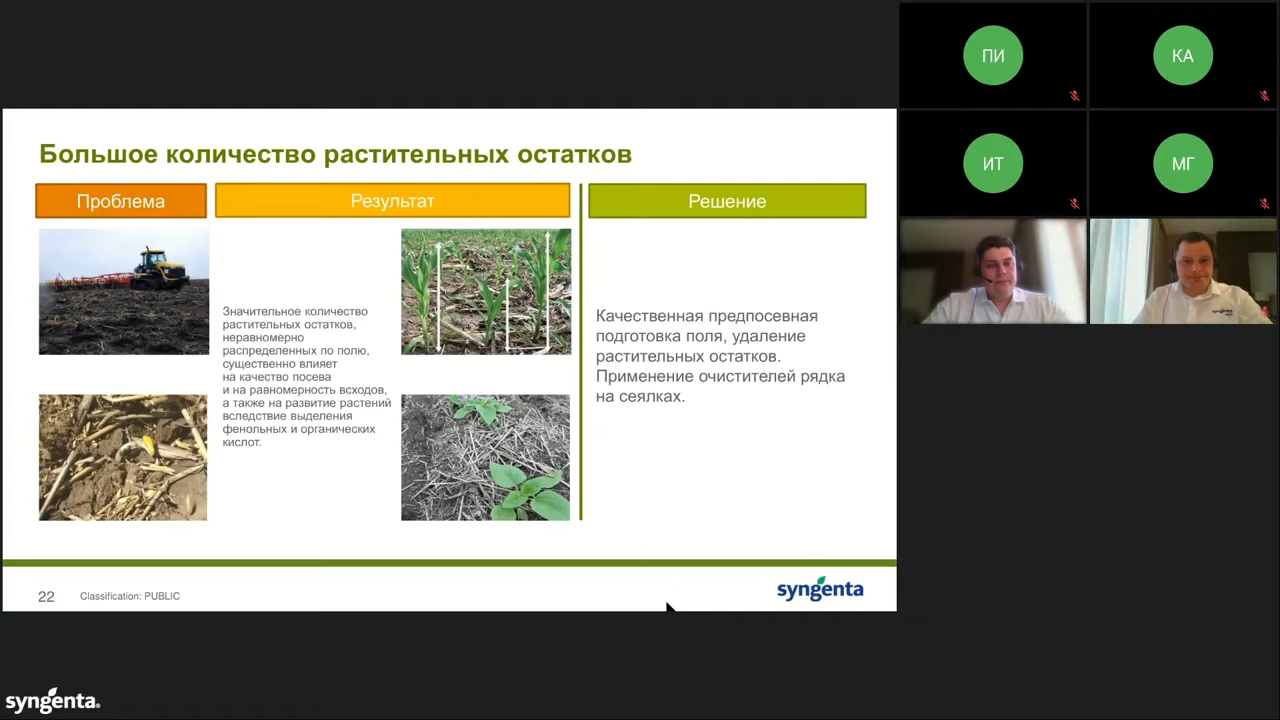 Большое количество растительных остатков
Проблема
Результат
Решение
Значительное количество
растительных остатков,
неравномерно
распределенных по полю,
существенно влияет
на качество посева
и на равномерность всходов,
а также на развитие растений
вследствие выделения
фенольных и органических
кислот.
Качественная предпосевная
подготовка поля, удаление
растительных остатков.
Применение очистителей рядка
на сеялках.
22
Classification: PUBLIC
syngenta
ПИ
КА
ИТ
МГ
syngenta
syngenta.